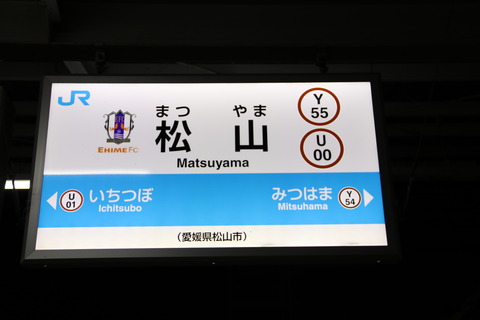 JR
まつ やま
松 山
Matsuyama
EHIME FC
Y
55
U
00
U
01
いちつぼ
Ichitsubo
みつはま
Mitsuhama
Y
54
(愛媛県松山市)